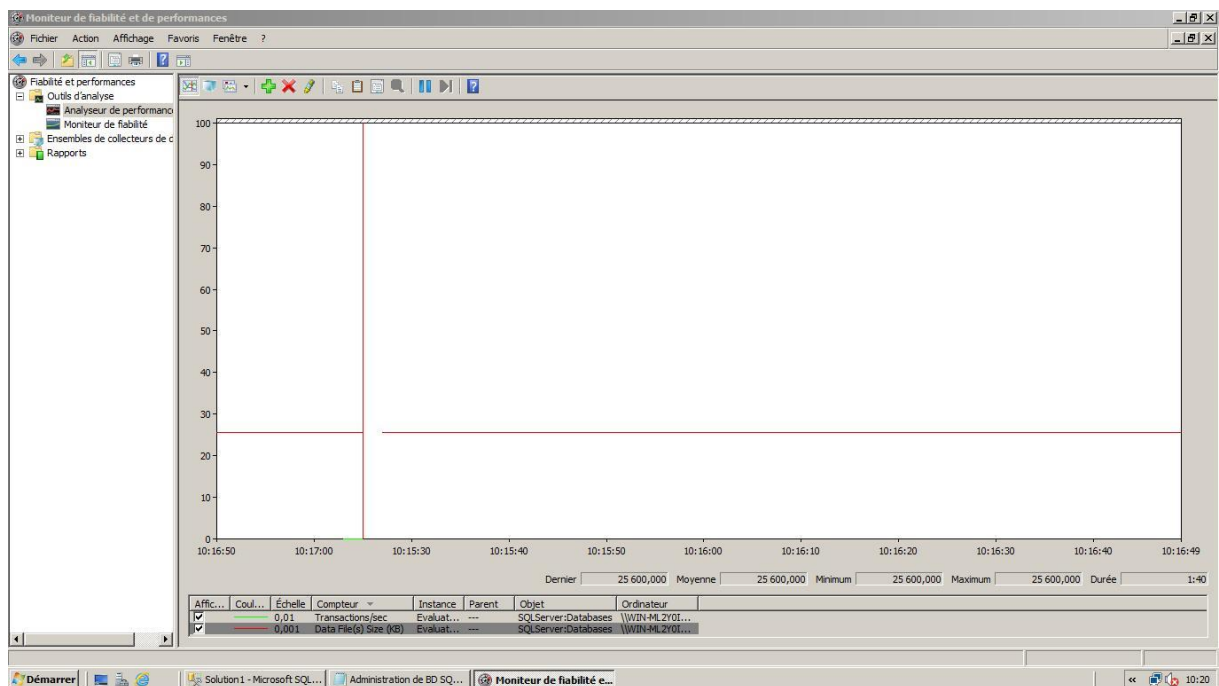 Moniteur de fiabilité et de performances
Fichier Action Affichage Favoris Fenêtre ?
Fiabilité et performances
Outils d'analyse
Analyseur de performanc
Moniteur de fiabilité
Ensembles de collecteurs de d
Rapports
100
90
80
70
60
50
40
30
20
10
0
10:16:50 10:17:00 10:15:30 10:15:40 10:15:50 10:16:00 10:16:10 10:16:20 10:16:30 10:16:40 10:16:49
Dernier 25 600,000 Moyenne 25 600,000 Minimum 25 600,000 Maximum 25 600,000 Durée 1:40
Affic... Coul... Échelle Compteur Instance Parent Objet Ordinateur
0,01 Transactions/sec Evaluat... --- SQLServer:Databases \\WIN-ML2Y0I...
0,001 Data File(s) Size (KB) Evaluat... --- SQLServer:Databases \\WIN-ML2Y0I...
Démarrer Solution1 - Microsoft SQL... Administration de BD SQ... Moniteur de fiabilité e... « 10:20